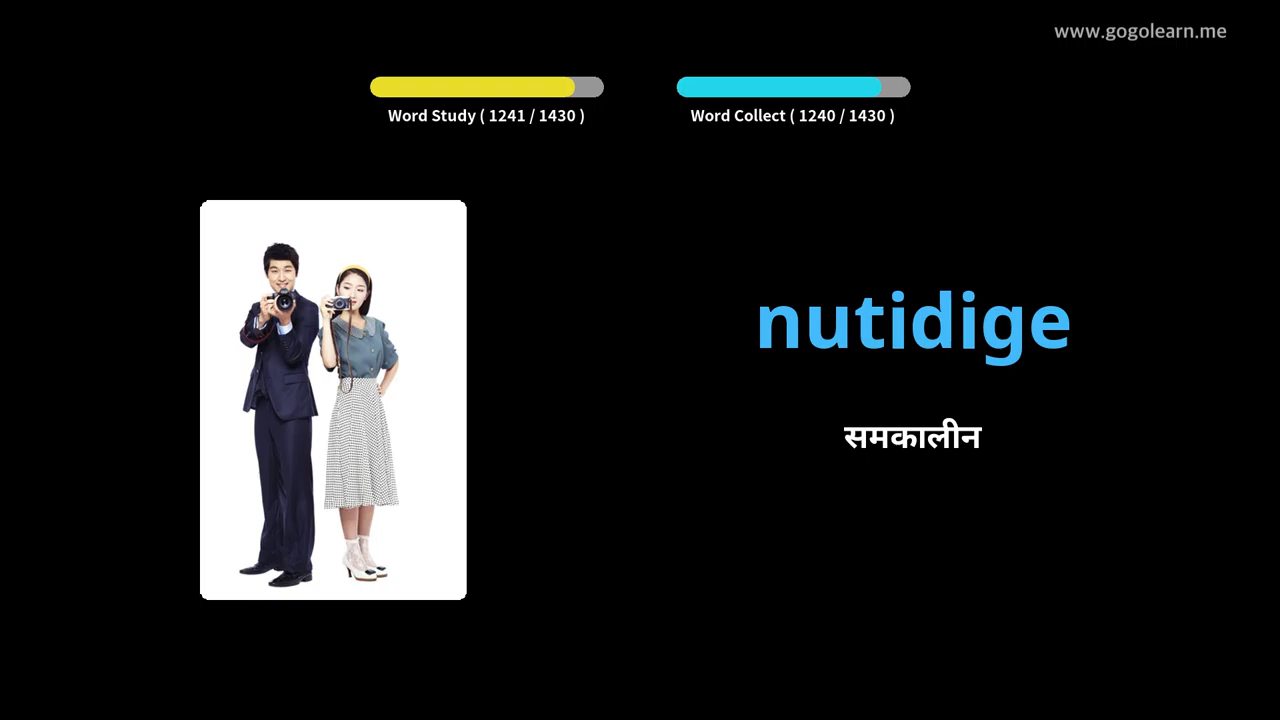 www.gogolearn.me
Word Study ( 1241 / 1430 )
Word Collect ( 1240 / 1430 )
nutidige
समकालीन